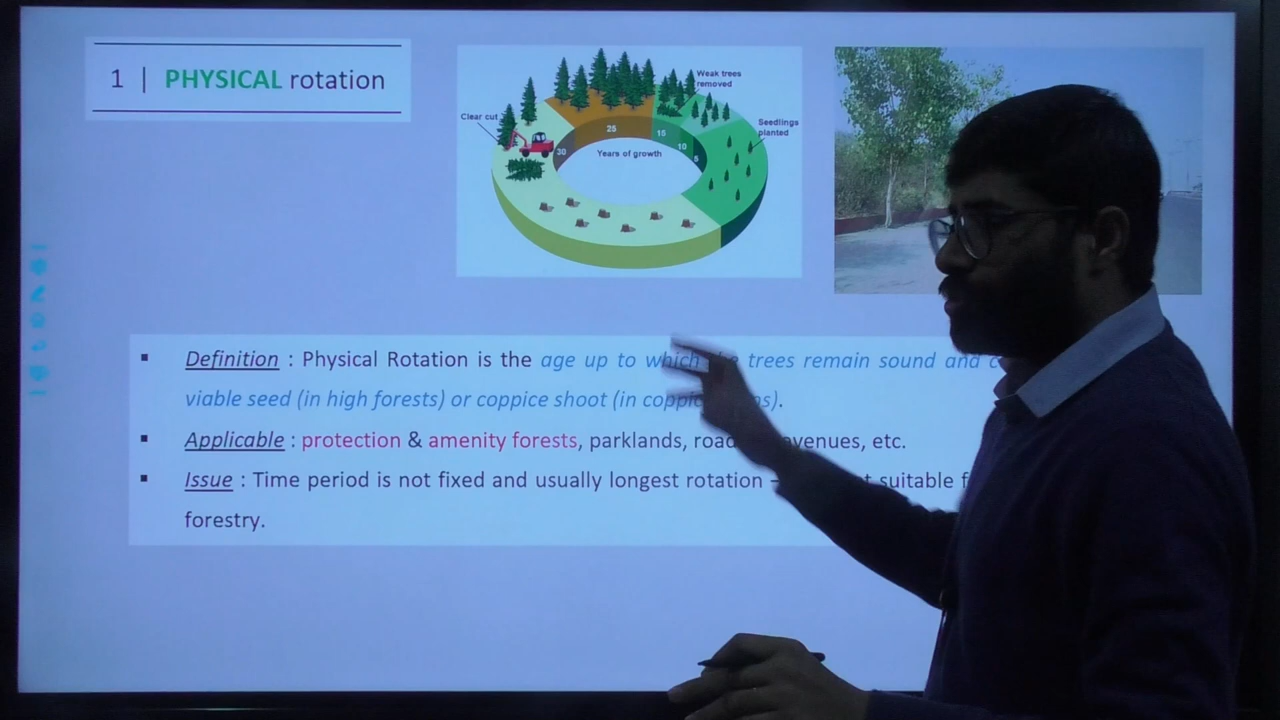 1 | PHYSICAL rotation
Weak trees
removed
Clear cut
Seedlings
planted
25
15
30
Years of growth
10
5
▪ Definition : Physical Rotation is the age up to which the trees remain sound and
viable seed (in high forests) or coppice shoot (in
▪ Applicable : protection & amenity forests, parklands, avenues, etc.
▪ Issue : Time period is not fixed and usually longest rotation – suitable
forestry.